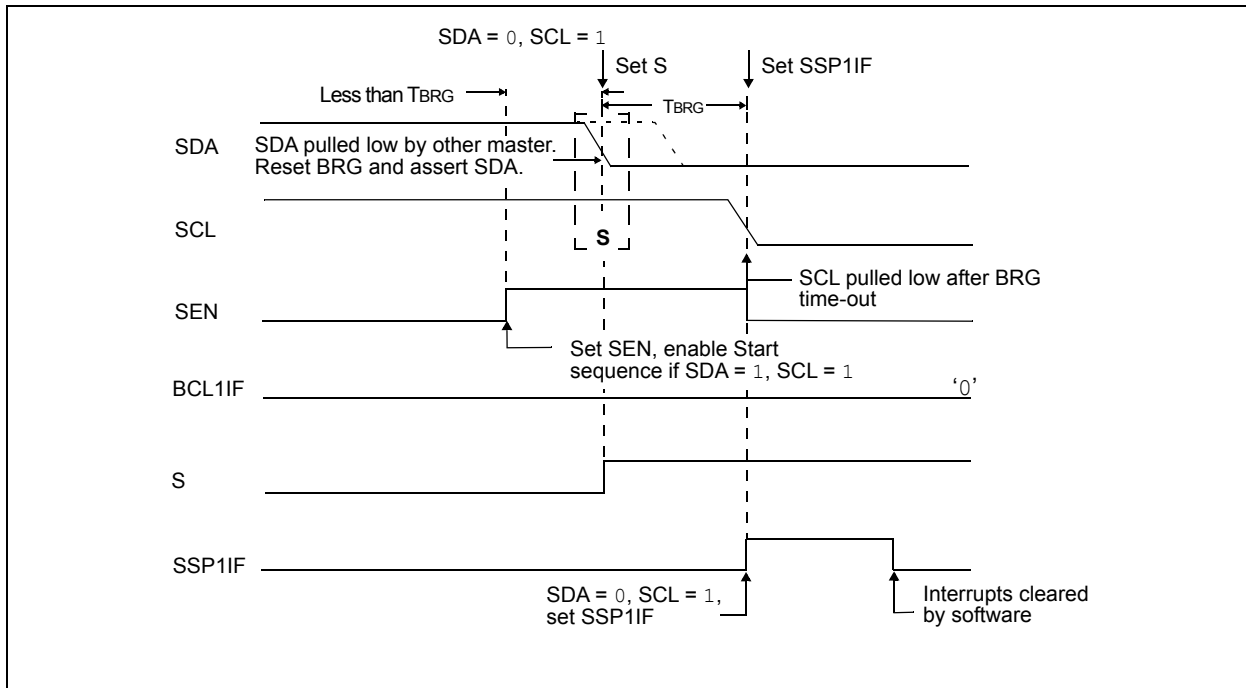 SDA = 0, SCL = 1
Set S
Set SSP1IF
Less than TBRG
TBRG
SDA
SDA pulled low by other master.
Reset BRG and assert SDA.
SCL
S
SCL pulled low after BRG
time-out
SEN
Set SEN, enable Start
sequence if SDA = 1, SCL = 1
BCL1IF
‘0’
S
SSP1IF
SDA = 0, SCL = 1,
set SSP1IF
Interrupts cleared
by software